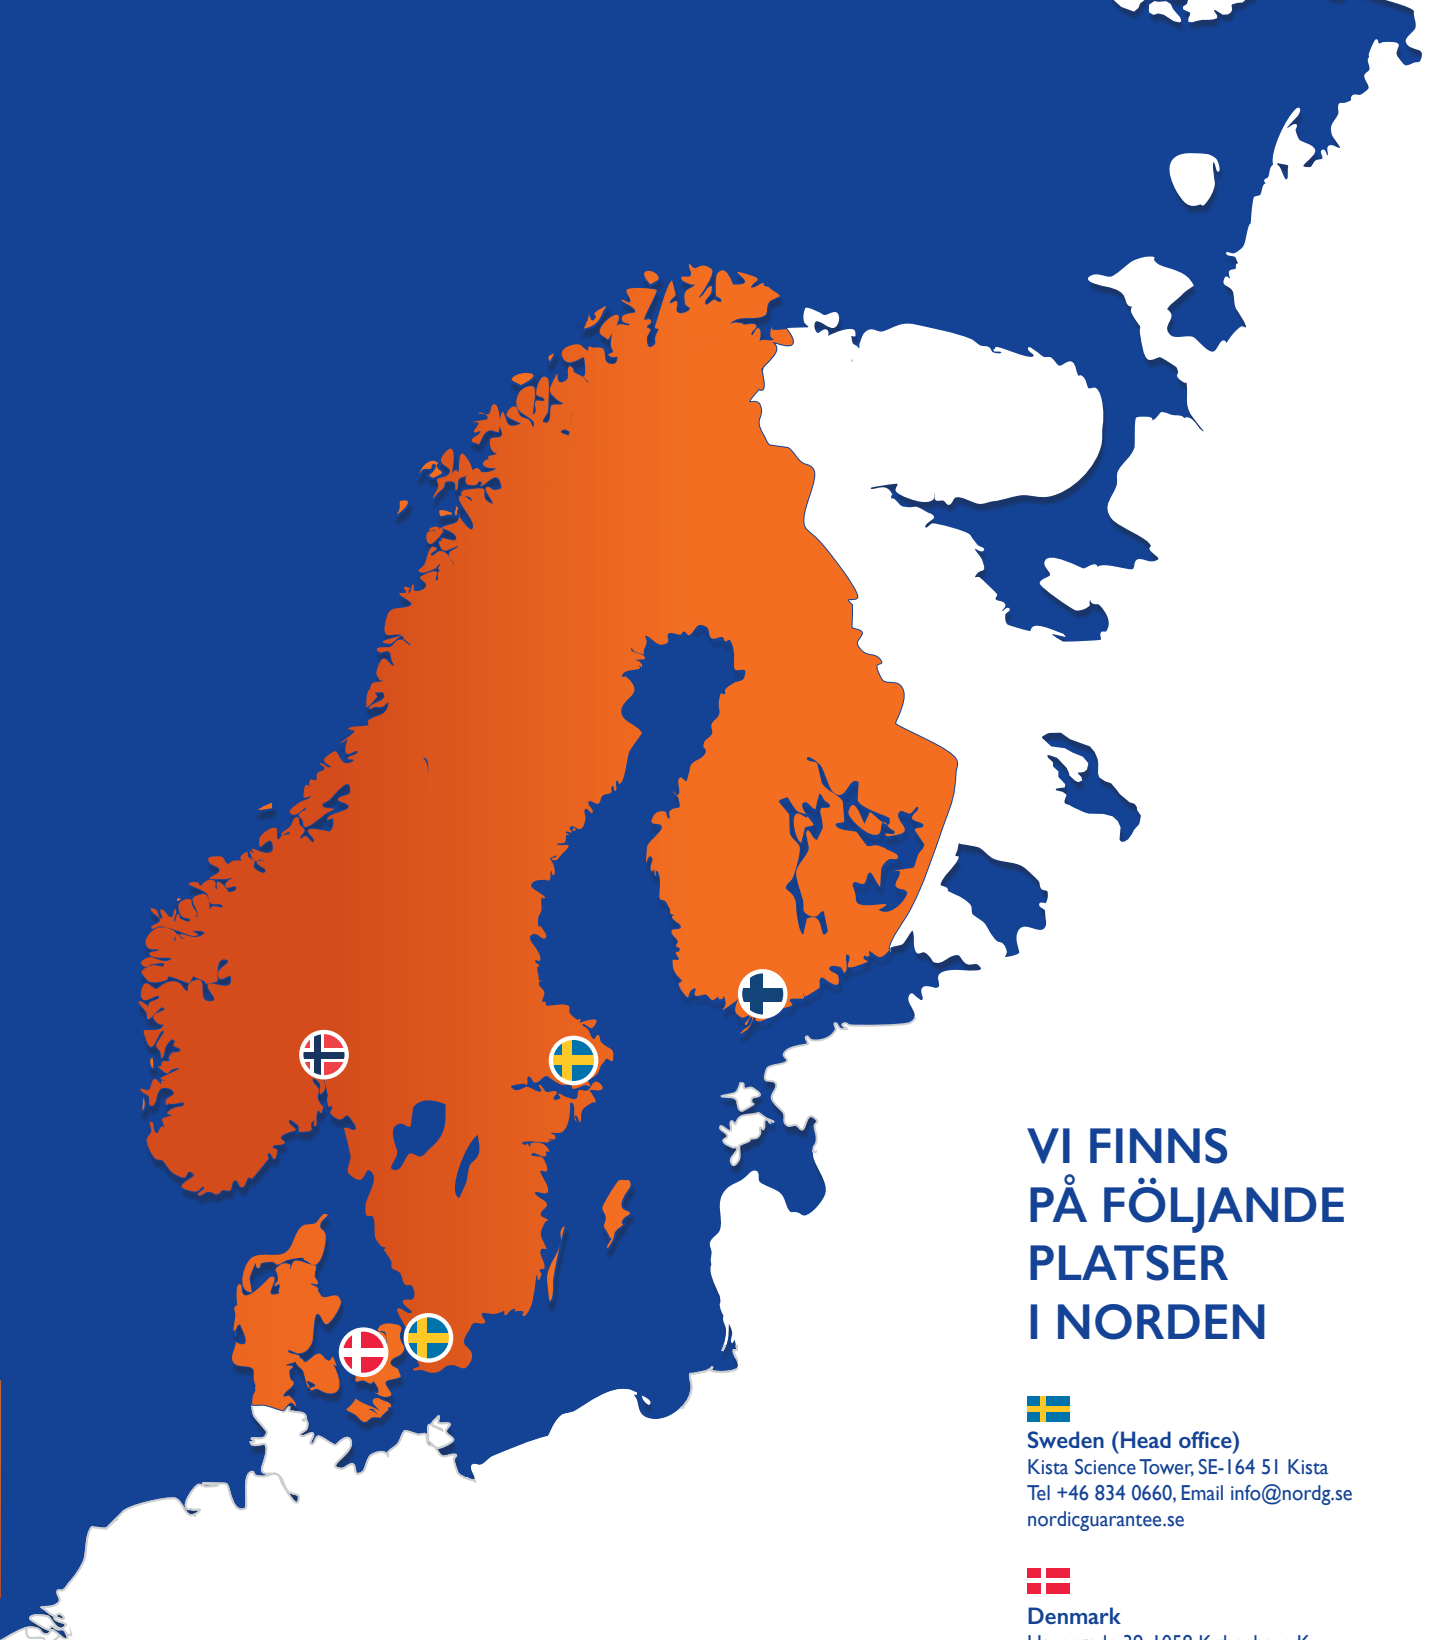 VI FINNS
PÅ FÖLJANDE
PLATSER
I NORDEN
Sweden (Head office)
Kista Science Tower, SE-164 51 Kista
Tel +46 834 0660, Email info@nordg.se
nordicguarantee.se
Denmark